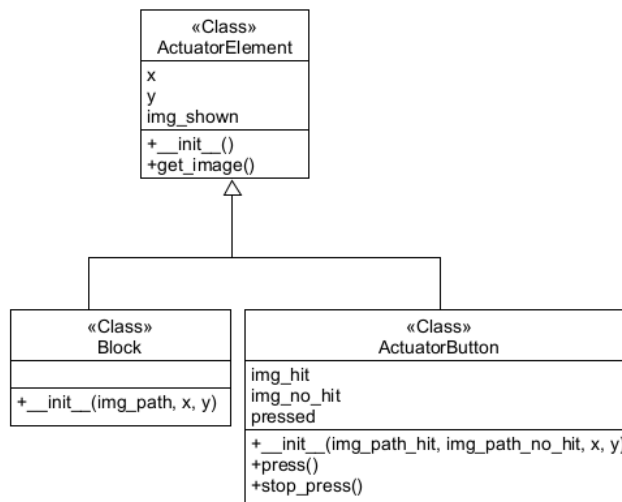 «Class»
ActuatorElement
x
y
img_shown
+__init__()
+get_image()
«Class»
Block
+__init__(img_path, x, y)
«Class»
ActuatorButton
img_hit
img_no_hit
pressed
+__init__(img_path_hit, img_path_no_hit, x, y)
+press()
+stop_press()